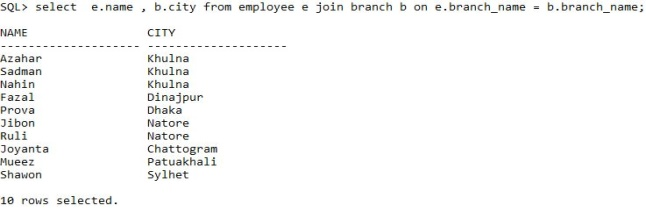 SQL> select  e.name , b.city from employee e join branch b on e.branch_name = b.branch_name;
NAME                 CITY
-------------------- --------------------
Azahar               Khulna
Sadman               Khulna
Nahin                Khulna
Fazal                Dinajpur
Prova                Dhaka
Jibon                Natore
Ruli                 Natore
Joyanta              Chattogram
Mueez                Patuakhali
Shawon               Sylhet
10 rows selected.